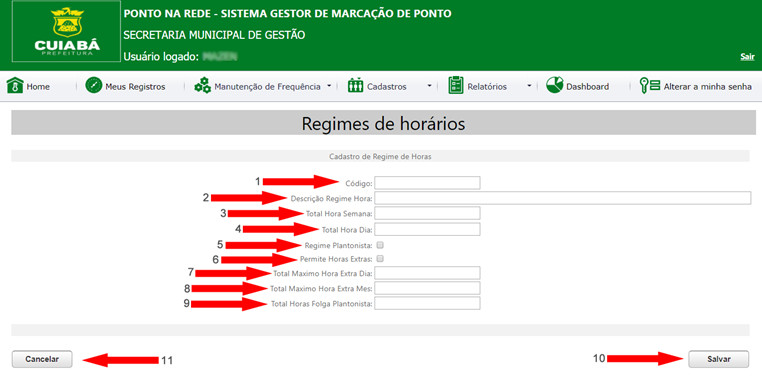 PONTO NA REDE - SISTEMA GESTOR DE MARCAÇÃO DE PONTO
CUIABÁ
PREFEITURA
SECRETARIA MUNICIPAL DE GESTÃO
Usuário logado:
Sair
Home Meus Registros Manutenção de Frequência Cadastros Relatórios Dashboard Alterar a minha senha
Regimes de horários
Cadastro de Regime de Horas
1 Código:
2 Descrição Regime Hora:
3 Total Hora Semana:
4 Total Hora Dia:
5 Regime Plantonista:
6 Permite Horas Extras:
7 Total Maximo Hora Extra Dia:
8 Total Maximo Hora Extra Mes:
9 Total Horas Folga Plantonista:
Cancelar 11 10 Salvar